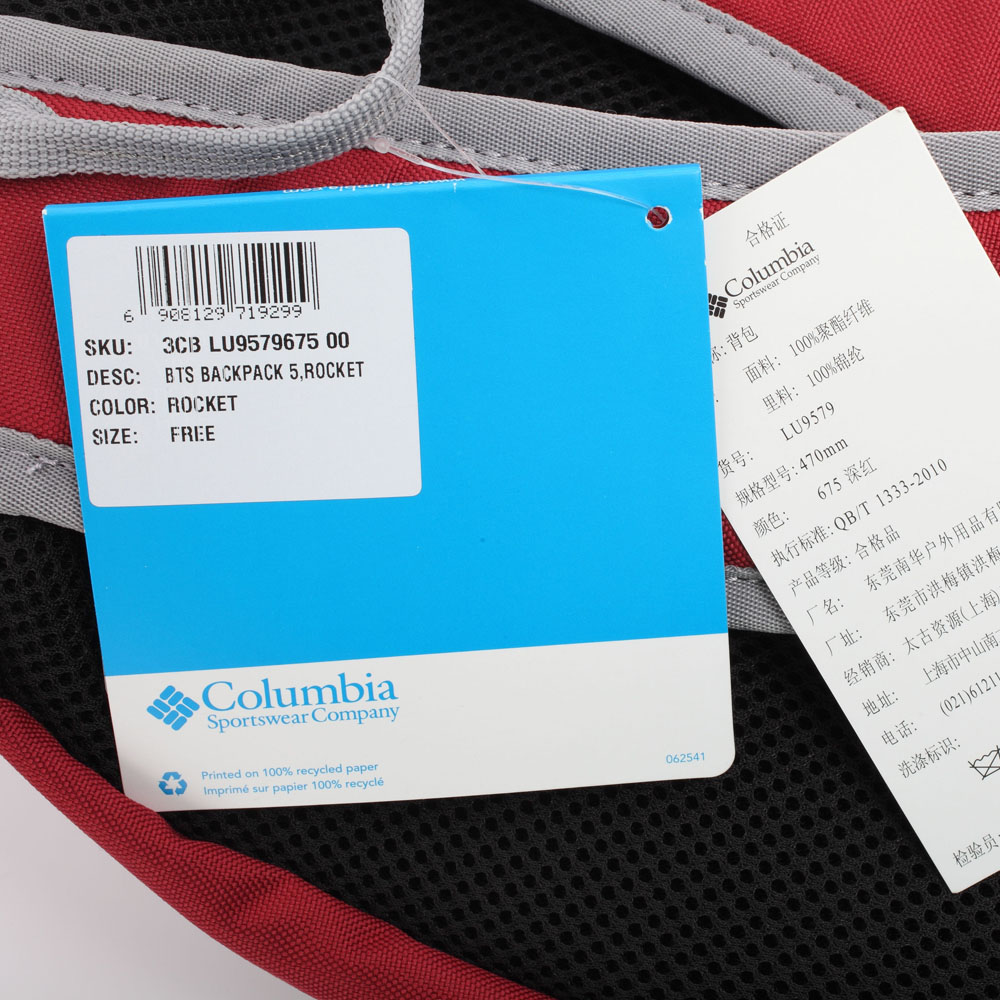 6 908129 719299
SKU: 3CB LU9579675 00
DESC: BTS BACKPACK 5,ROCKET
COLOR: ROCKET
SIZE: FREE
Columbia
Sportswear Company
Printed on 100% recycled paper
Imprimé sur papier 100% recyclé
062541
合格证
Columbia
Sportswear Company
背包
面料: 100%聚酯纤维
里料: 100%锦纶
货号: LU9579
规格型号: 470mm
颜色: 675 深红
执行标准: QB/T 1333-2010
产品等级: 合格品
厂名: 东莞南华户外用品有
厂址: 东莞市洪梅镇洪梅
经销商: 太古资源(上海)
地址: 上海市中山南
电话: (021)6121
洗涤标识:
检验员: